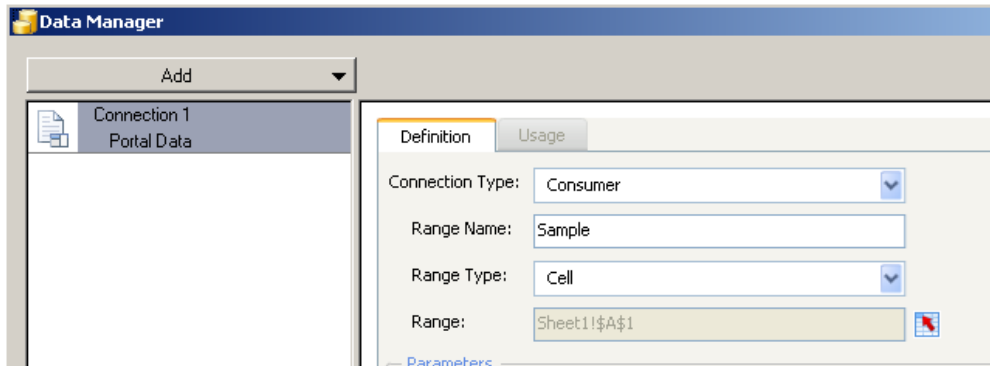 Data Manager
Add
Connection 1
Portal Data
Definition
Usage
Connection Type:
Consumer
Range Name:
Sample
Range Type:
Cell
Range:
Sheet1!$A$1
Parameters